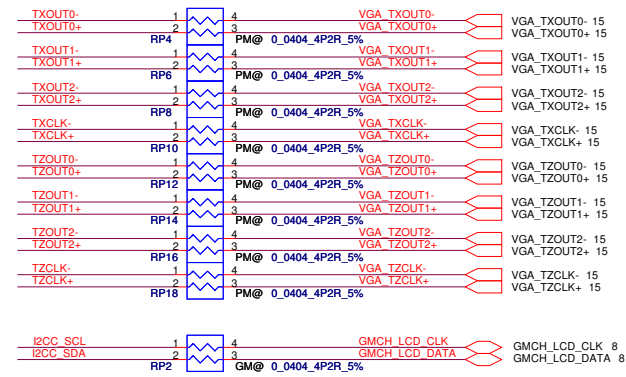 TXOUT0- 1 4 VGA_TXOUT0- VGA_TXOUT0- 15
TXOUT0+ 2 3 VGA_TXOUT0+ VGA_TXOUT0+ 15
RP4 PM@ 0_0404_4P2R_5%
TXOUT1- 1 4 VGA_TXOUT1- VGA_TXOUT1- 15
TXOUT1+ 2 3 VGA_TXOUT1+ VGA_TXOUT1+ 15
RP6 PM@ 0_0404_4P2R_5%
TXOUT2- 1 4 VGA_TXOUT2- VGA_TXOUT2- 15
TXOUT2+ 2 3 VGA_TXOUT2+ VGA_TXOUT2+ 15
RP8 PM@ 0_0404_4P2R_5%
TXCLK- 1 4 VGA_TXCLK- VGA_TXCLK- 15
TXCLK+ 2 3 VGA_TXCLK+ VGA_TXCLK+ 15
RP10 PM@ 0_0404_4P2R_5%
TZOUT0- 1 4 VGA_TZOUT0- VGA_TZOUT0- 15
TZOUT0+ 2 3 VGA_TZOUT0+ VGA_TZOUT0+ 15
RP12 PM@ 0_0404_4P2R_5%
TZOUT1- 1 4 VGA_TZOUT1- VGA_TZOUT1- 15
TZOUT1+ 2 3 VGA_TZOUT1+ VGA_TZOUT1+ 15
RP14 PM@ 0_0404_4P2R_5%
TZOUT2- 1 4 VGA_TZOUT2- VGA_TZOUT2- 15
TZOUT2+ 2 3 VGA_TZOUT2+ VGA_TZOUT2+ 15
RP16 PM@ 0_0404_4P2R_5%
TZCLK- 1 4 VGA_TZCLK- VGA_TZCLK- 15
TZCLK+ 2 3 VGA_TZCLK+ VGA_TZCLK+ 15
RP18 PM@ 0_0404_4P2R_5%
I2CC_SCL 1 4 GMCH_LCD_CLK GMCH_LCD_CLK 8
I2CC_SDA 2 3 GMCH_LCD_DATA GMCH_LCD_DATA 8
RP2 GM@ 0_0404_4P2R_5%